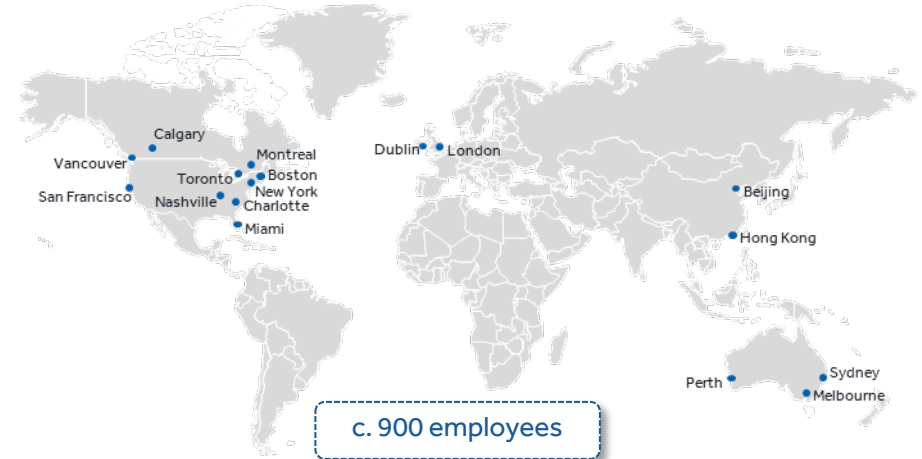 Calgary
Vancouver
Montreal
Toronto
Boston
San Francisco
New York
Nashville
Charlotte
Miami
Dublin
London
Beijing
Hong Kong
Perth
Sydney
Melbourne
c. 900 employees